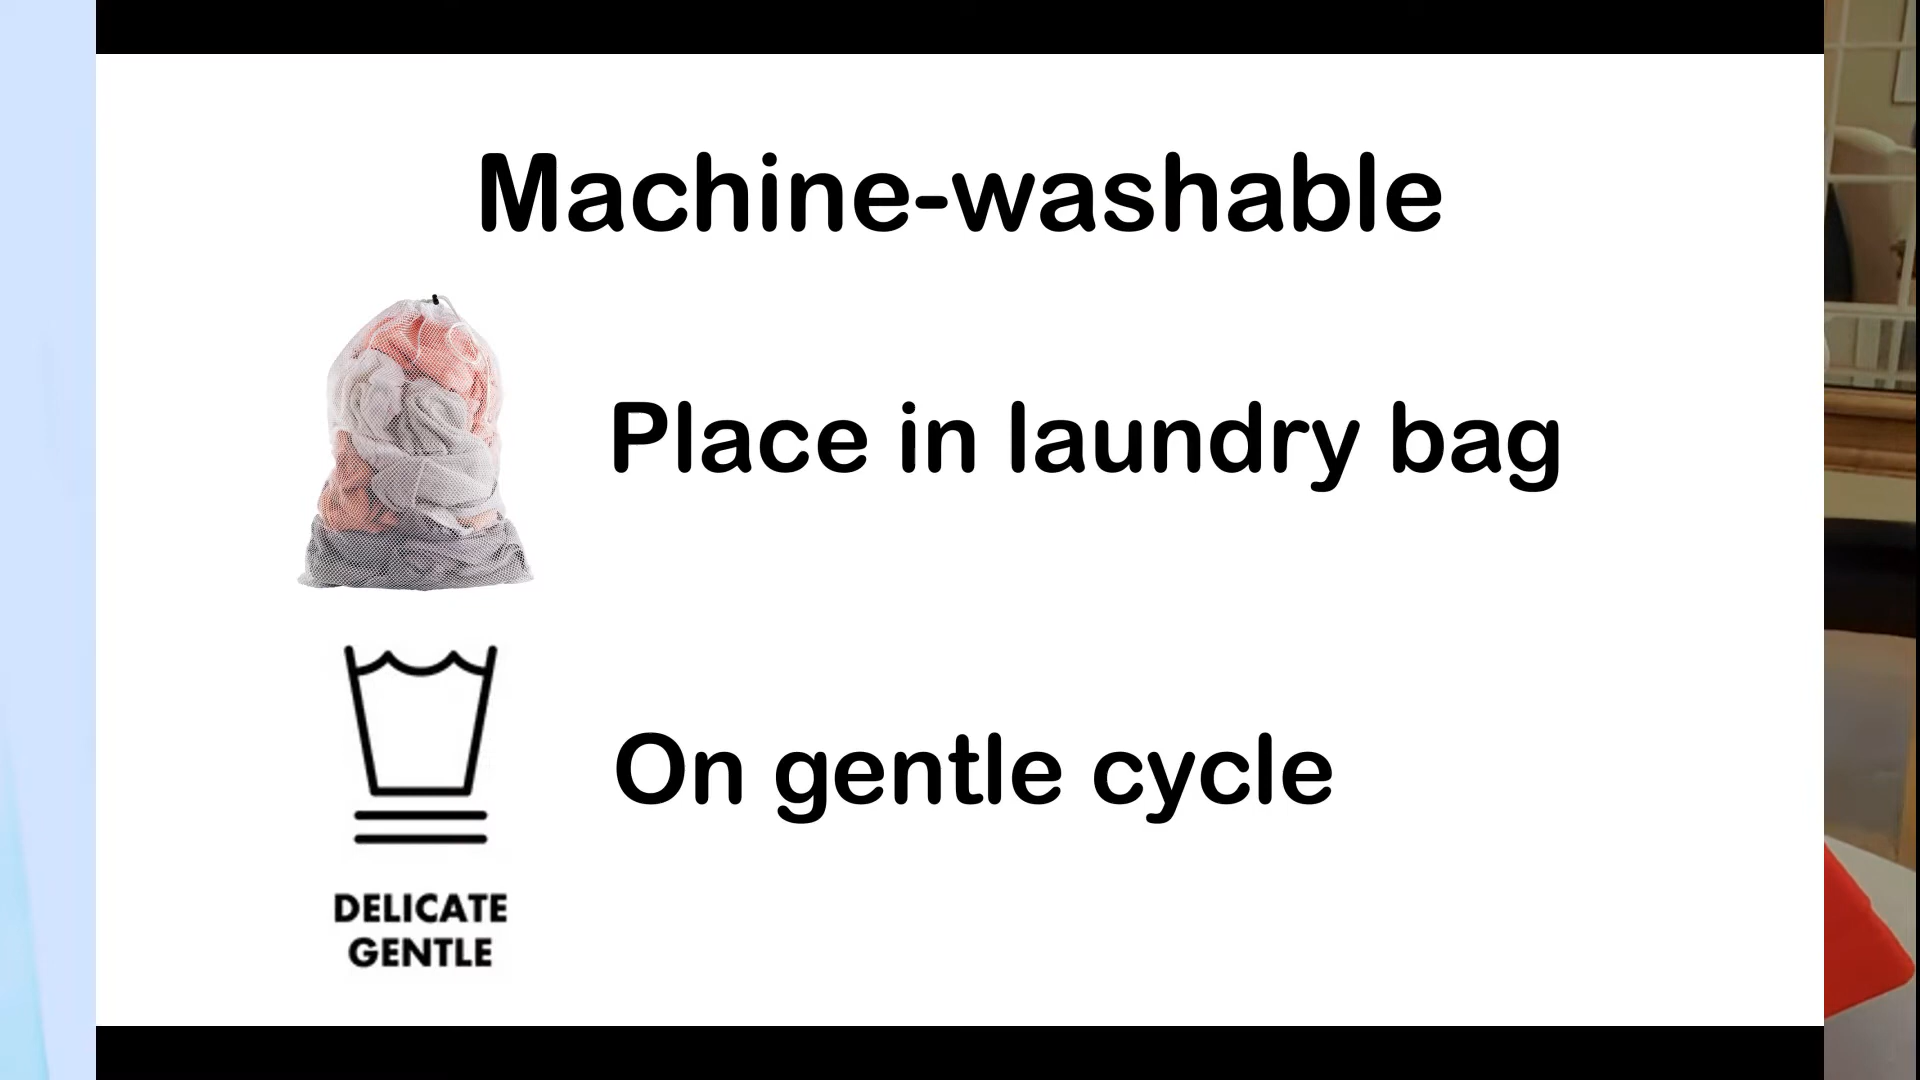 Machine-washable
Place in laundry bag
On gentle cycle
DELICATE
GENTLE